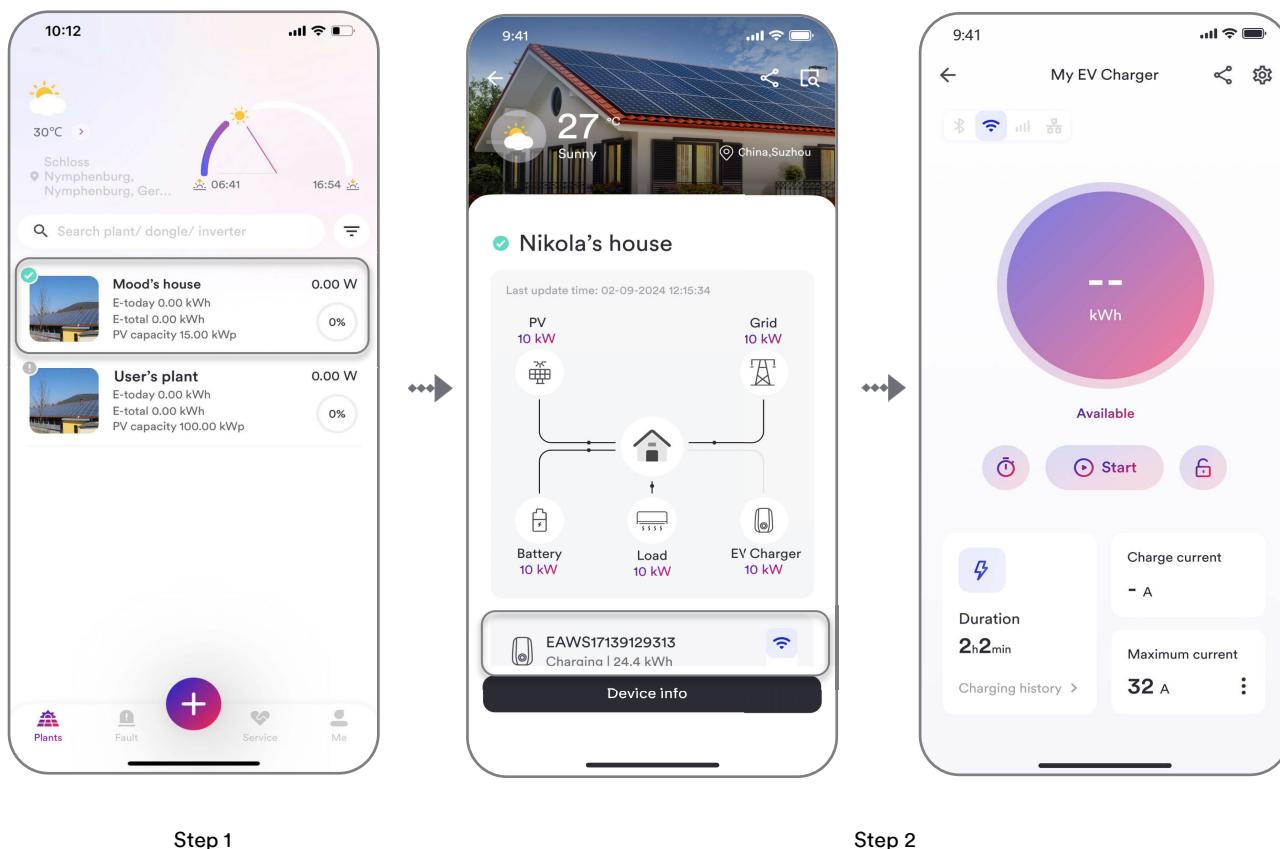 10:12
30°C
Schloss
Nymphenburg,
Nymphenburg, Ger...
06:41
16:54
Search plant/ dongle/ inverter
Mood's house
0.00 W
E-today 0.00 kWh
E-total 0.00 kWh
PV capacity 15.00 kWp
0%
User's plant
0.00 W
E-today 0.00 kWh
E-total 0.00 kWh
PV capacity 100.00 kWp
0%
Plants
Fault
Service
Me
Step 1
9:41
27 °C
Sunny
China,Suzhou
Nikola's house
Last update time: 02-09-2024 12:15:34
PV
10 kW
Grid
10 kW
Battery
10 kW
Load
10 kW
EV Charger
10 kW
EAWS17139129313
Charging | 24.4 kWh
Device info
9:41
My EV Charger
--
kWh
Available
Start
Duration
2h2min
Charging history
Charge current
- A
Maximum current
32 A
Step 2